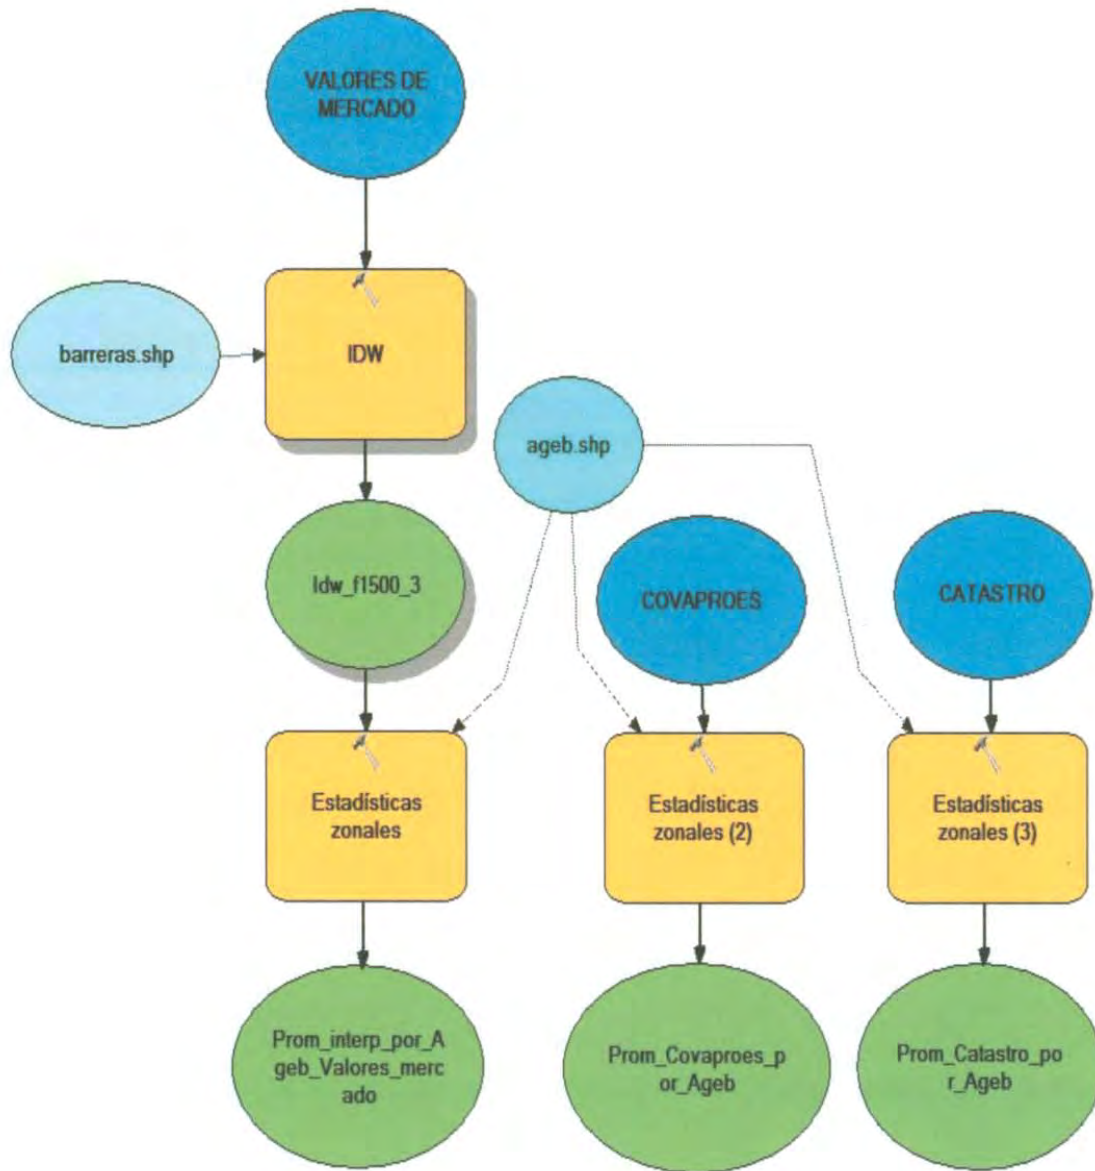 VALORES DE
MERCADO
barreras.shp
IDW
ageb.shp
Idw_f1500_3
COVAPROES
CATASTRO
Estadísticas
zonales
Estadísticas
zonales (2)
Estadísticas
zonales (3)
Prom_interp_por_A
geb_Valores_merc
ado
Prom_Covaproes_p
or_Ageb
Prom_Catastro_po
r_Ageb